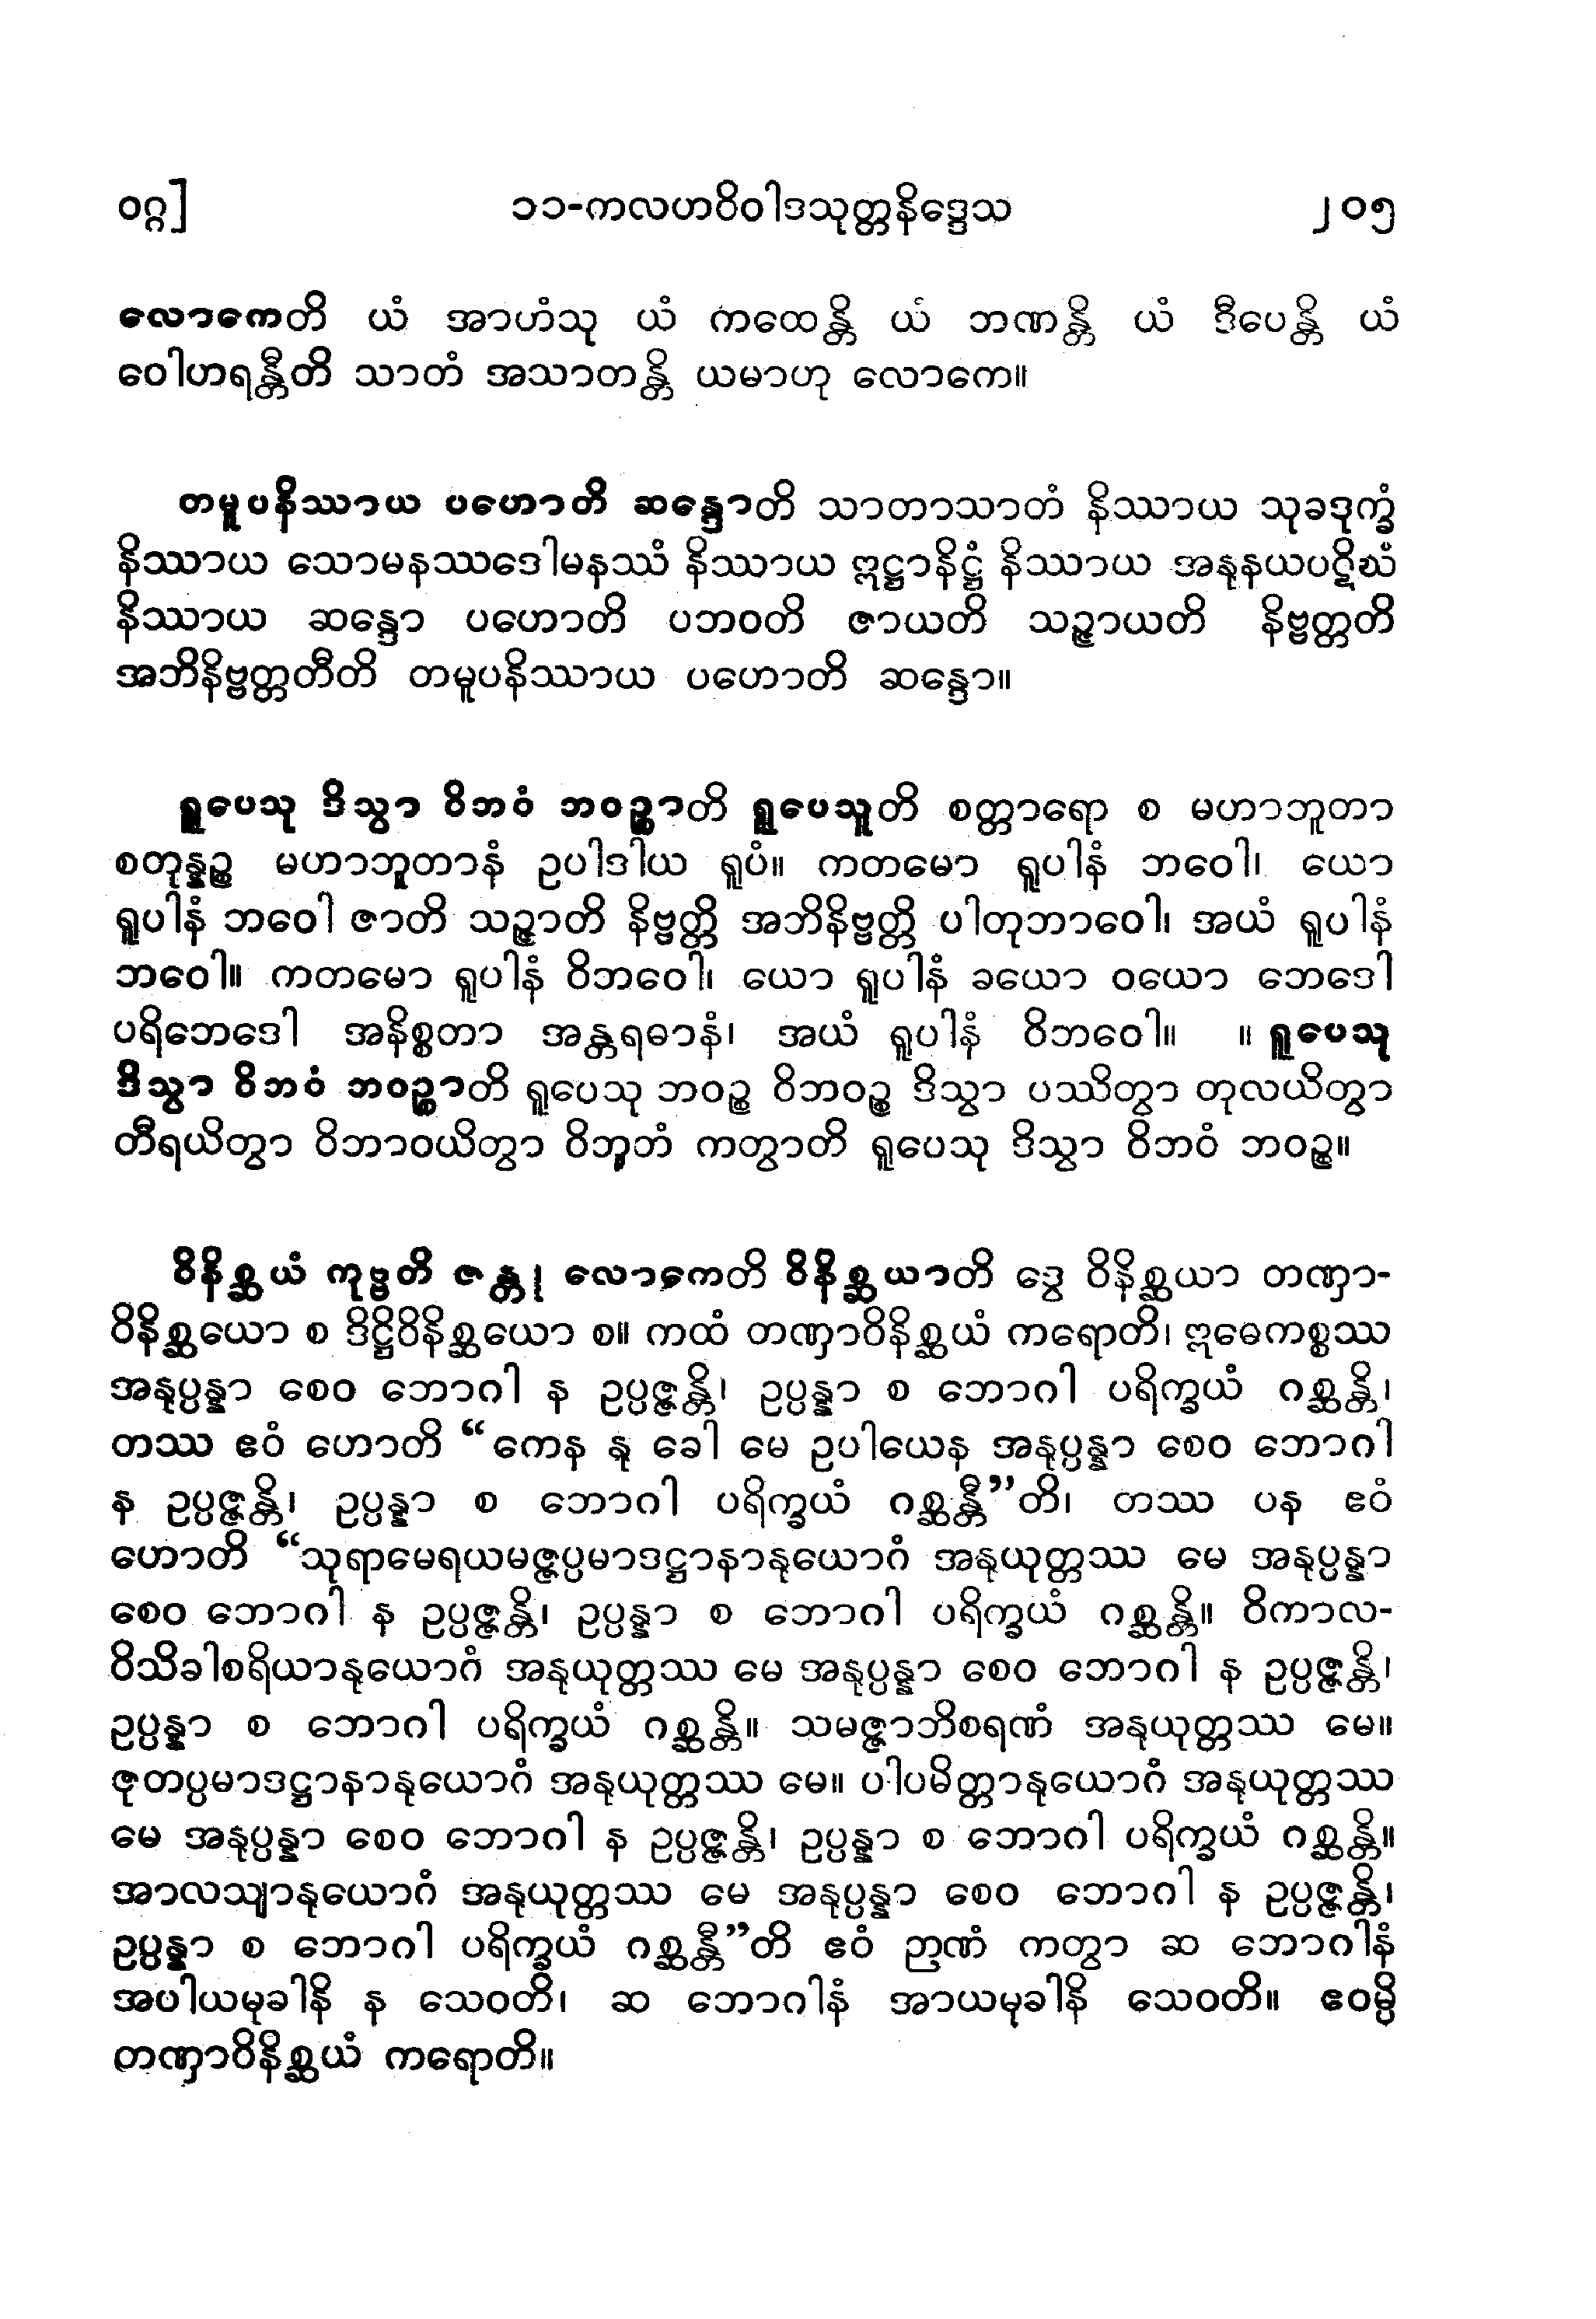 ဝဂ္ဂ]
၁၁-ကလဟဝိဝါဒသုတ္တနိဒ္ဒေသ
၂၀၅
လောကေတိ ယံ အာဟံသု ယံ ကထေန္တိ ယံ ဘဏန္တိ ယံ ဒီပေန္တိ ယံ
ဝေါဟရန္တီတိ သာတံ အသာတန္တိ ယမာဟု လောကေ။
တမူပနိဿာယ ပဟောတိ ဆန္ဒောတိ သာတာသာတံ နိဿာယ သုခဒုက္ခံ
နိဿာယ သောမနဿဒေါမနဿံ နိဿာယ ဣဋ္ဌာနိဋ္ဌံ နိဿာယ အနုနယပဋိဃံ
နိဿာယ ဆန္ဒော ပဟောတိ ပဘဝတိ ဇာယတိ သဉ္ဇာယတိ နိဗ္ဗတ္တတိ
အဘိနိဗ္ဗတ္တတီတိ တမူပနိဿာယ ပဟောတိ ဆန္ဒော။
ရူပေသု ဒိသွာ ဝိဘဝံ ဘဝဉ္စာတိ ရူပေသူတိ စတ္တာရော စ မဟာဘူတာ
စတုန္နဉ္စ မဟာဘူတာနံ ဥပါဒါယ ရူပံ။ ကတမော ရူပါနံ ဘဝေါ၊ ယော
ရူပါနံ ဘဝေါ ဇာတိ သဉ္ဇာတိ နိဗ္ဗတ္တိ အဘိနိဗ္ဗတ္တိ ပါတုဘာဝေါ၊ အယံ ရူပါနံ
ဘဝေါ။ ကတမော ရူပါနံ ဝိဘဝေါ၊ ယော ရူပါနံ ခယော ဝယော ဘေဒေါ
ပရိဘေဒေါ အနိစ္စတာ အန္တရဓာနံ၊ အယံ ရူပါနံ ဝိဘဝေါ။ ။ ရူပေသု
ဒိသွာ ဝိဘဝံ ဘဝဉ္စာတိ ရူပေသု ဘဝဉ္စ ဝိဘဝဉ္စ ဒိသွာ ပဿိတွာ တုလယိတွာ
တီရယိတွာ ဝိဘာဝယိတွာ ဝိဘူတံ ကတွာတိ ရူပေသု ဒိသွာ ဝိဘဝံ ဘဝဉ္စ။
ဝိနိစ္ဆယံ ကုဗ္ဗတိ ဇန္တု လောကေတိ ဝိနိစ္ဆယာတိ ဒွေ ဝိနိစ္ဆယာ တဏှာ-
ဝိနိစ္ဆယော စ ဒိဋ္ဌိဝိနိစ္ဆယော စ။ ကထံ တဏှာဝိနိစ္ဆယံ ကရောတိ၊ ဣဓေကစ္စဿ
အနုပ္ပန္နာ စေဝ ဘောဂါ န ဥပ္ပဇ္ဇန္တိ၊ ဥပ္ပန္နာ စ ဘောဂါ ပရိက္ခယံ ဂစ္ဆန္တိ၊
တဿ ဧဝံ ဟောတိ “ကေန နု ခေါ မေ ဥပါယေန အနုပ္ပန္နာ စေဝ ဘောဂါ
န ဥပ္ပဇ္ဇန္တိ၊ ဥပ္ပန္နာ စ ဘောဂါ ပရိက္ခယံ ဂစ္ဆန္တီ”တိ၊ တဿ ပန ဧဝံ
ဟောတိ “သုရာမေရယမဇ္ဇပ္ပမာဒဋ္ဌာနာနုယောဂံ အနုယုတ္တဿ မေ အနုပ္ပန္နာ
စေဝ ဘောဂါ န ဥပ္ပဇ္ဇန္တိ၊ ဥပ္ပန္နာ စ ဘောဂါ ပရိက္ခယံ ဂစ္ဆန္တိ။ ဝိကာလ-
ဝိသိခါစရိယာနုယောဂံ အနုယုတ္တဿ မေ အနုပ္ပန္နာ စေဝ ဘောဂါ န ဥပ္ပဇ္ဇန္တိ၊
ဥပ္ပန္နာ စ ဘောဂါ ပရိက္ခယံ ဂစ္ဆန္တိ။ သမဇ္ဇာဘိစရဏံ အနုယုတ္တဿ မေ။
ဇုတပ္ပမာဒဋ္ဌာနာနုယောဂံ အနုယုတ္တဿ မေ။ ပါပမိတ္တာနုယောဂံ အနုယုတ္တဿ
မေ အနုပ္ပန္နာ စေဝ ဘောဂါ န ဥပ္ပဇ္ဇန္တိ၊ ဥပ္ပန္နာ စ ဘောဂါ ပရိက္ခယံ ဂစ္ဆန္တိ။
အာလသျာနုယောဂံ အနုယုတ္တဿ မေ အနုပ္ပန္နာ စေဝ ဘောဂါ န ဥပ္ပဇ္ဇန္တိ၊
ဥပ္ပန္နာ စ ဘောဂါ ပရိက္ခယံ ဂစ္ဆန္တီ”တိ ဧဝံ ဉာဏံ ကတွာ ဆ ဘောဂါနံ
အပါယမုခါနိ န သေဝတိ၊ ဆ ဘောဂါနံ အာယမုခါနိ သေဝတိ။ ဧဝမ္ပိ
တဏှာဝိနိစ္ဆယံ ကရောတိ။